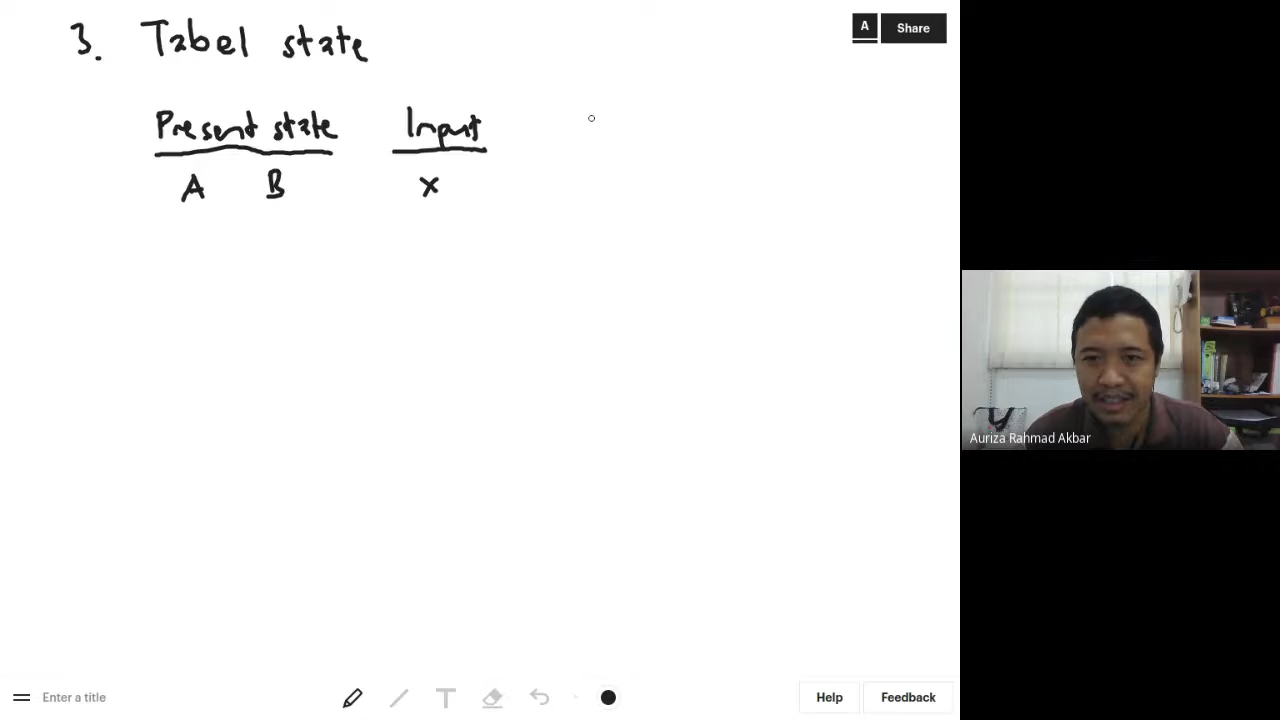 3. Tabel state
A Share
Present state Input
A B x
Auriza Rahmad Akbar
Enter a title T Help Feedback